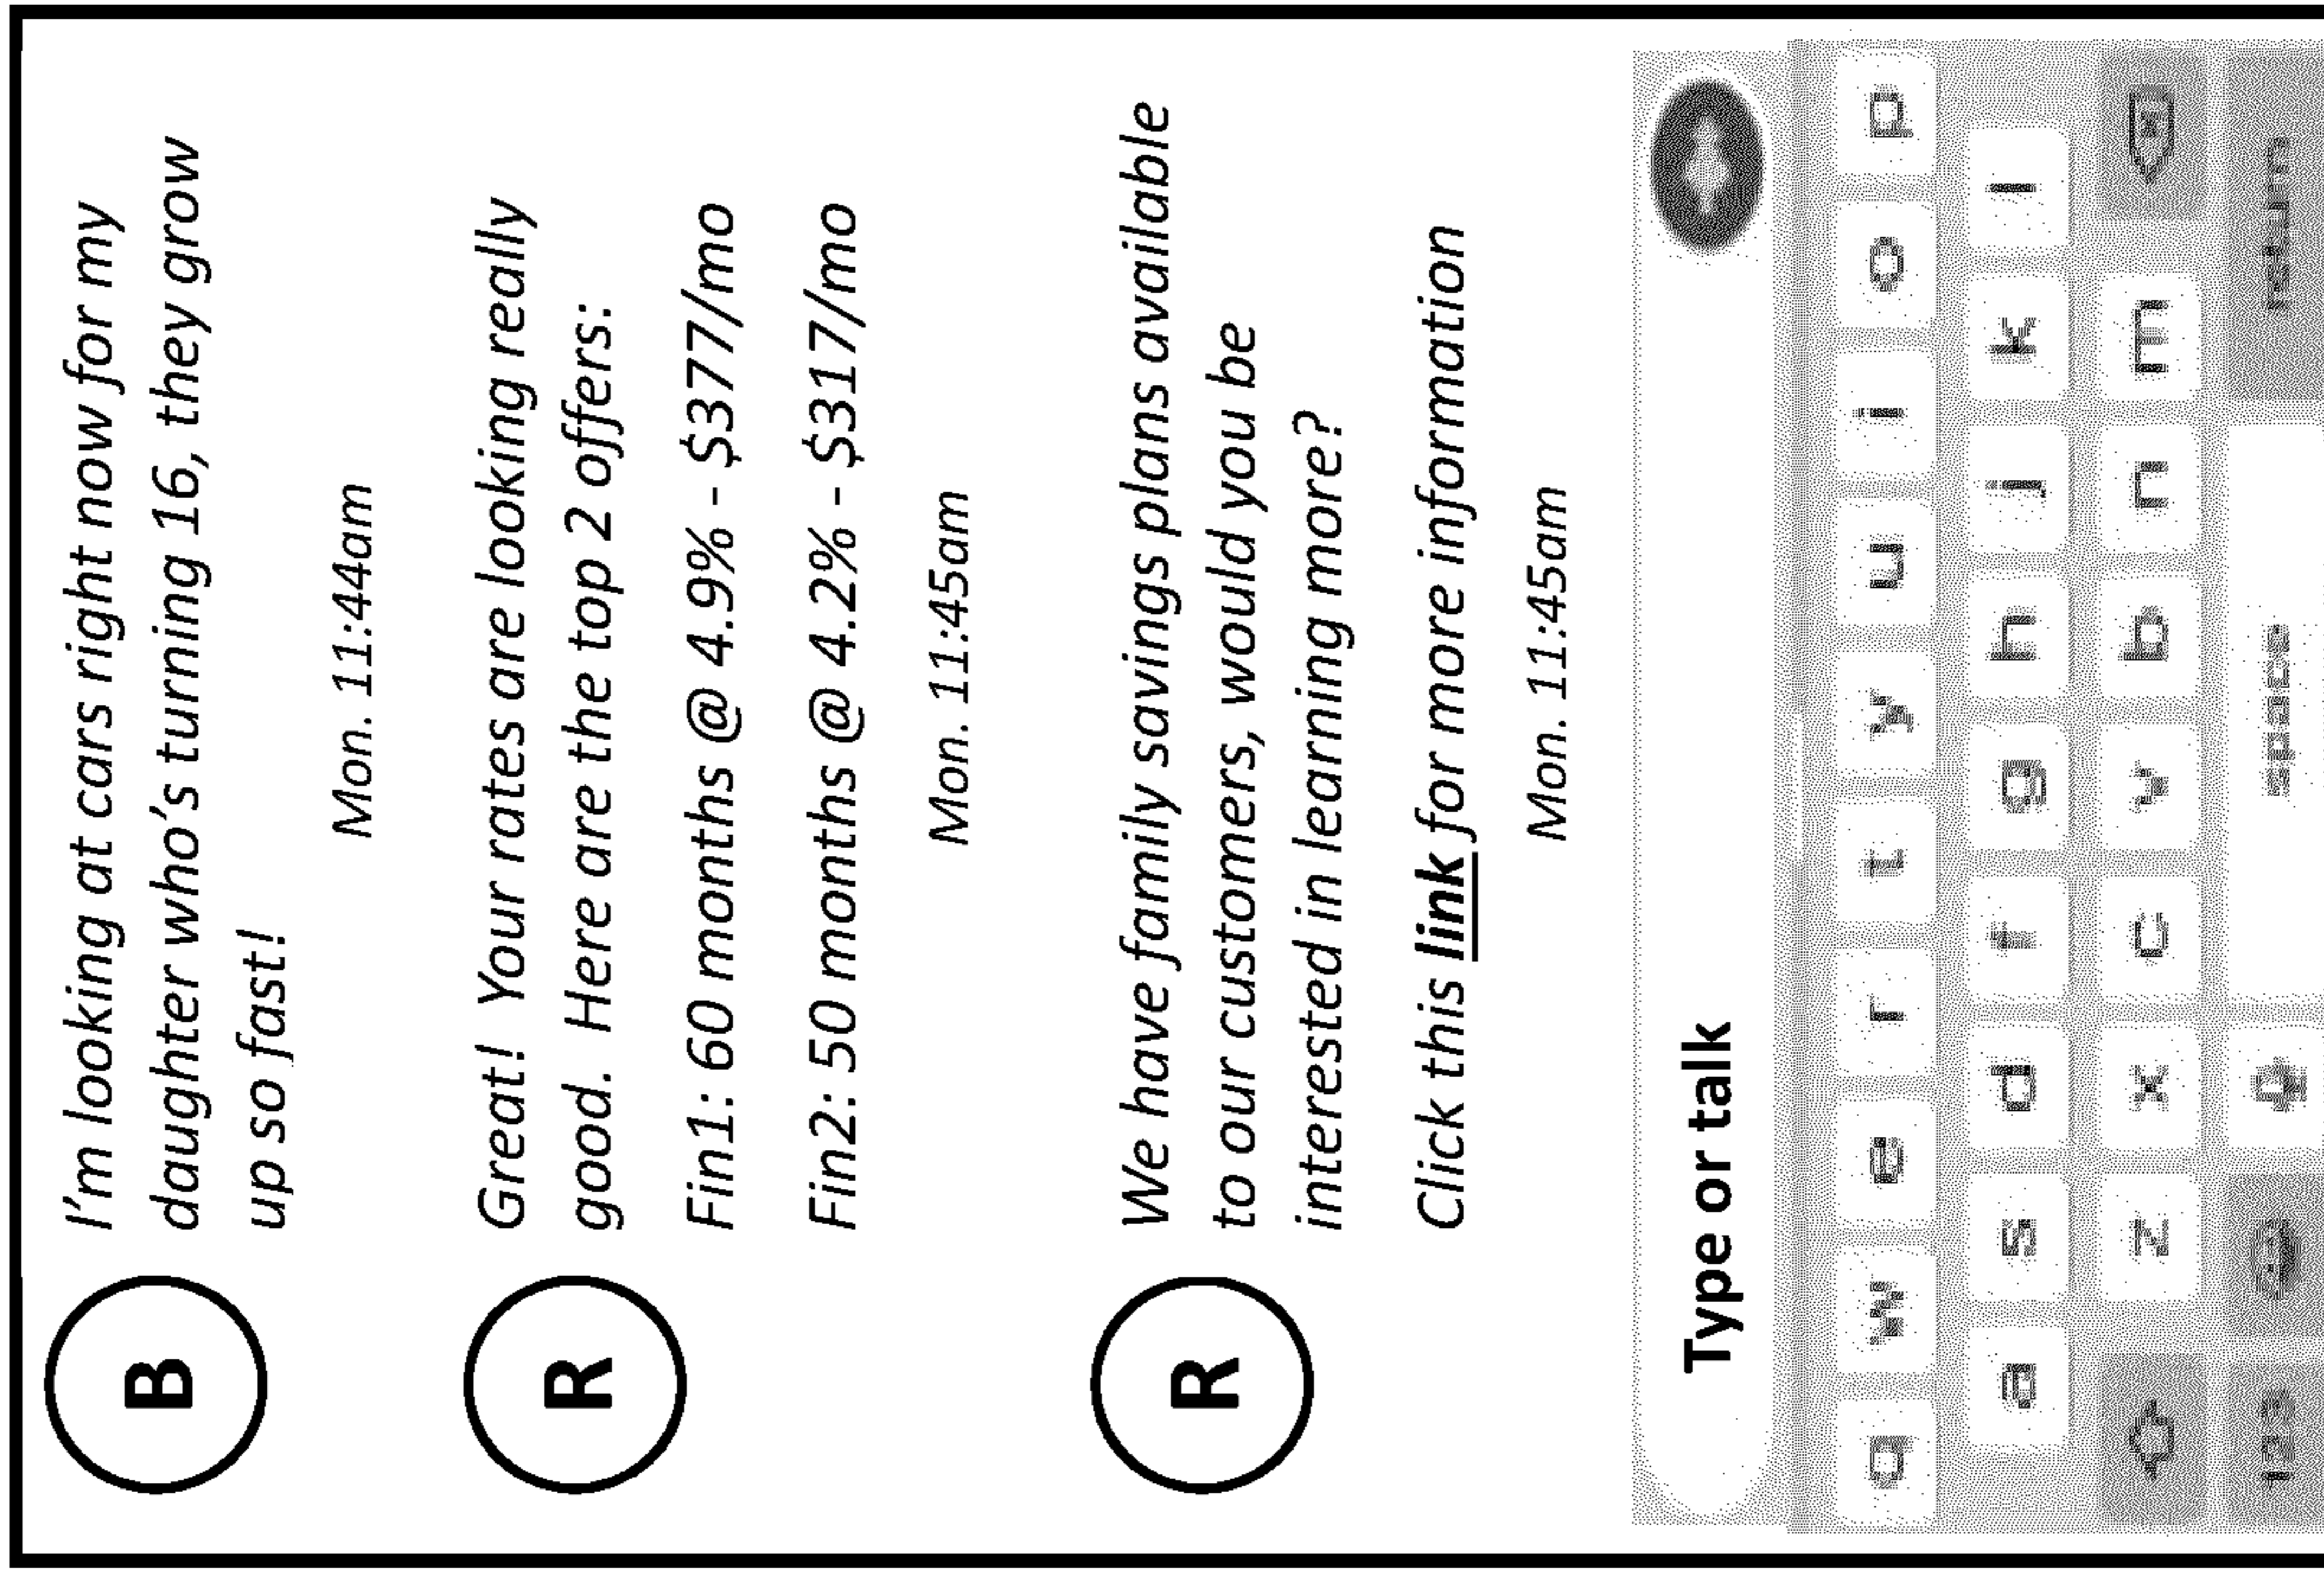 B
I'm looking at cars right now for my
daughter who's turning 16, they grow
up so fast!
Mon. 11:44am
R
Great!  Your rates are looking really
good.  Here are the top 2 offers:
Fin1: 60 months @ 4.9% - $377/mo
Fin2: 50 months @ 4.2% - $317/mo
Mon. 11:45am
R
We have family savings plans available
to our customers, would you be
interested in learning more?
Click this link for more information
Mon. 11:45am
Type or talk
q w e r t y u i o p
a s d f g h j k l
z x c v b n m
123 space return